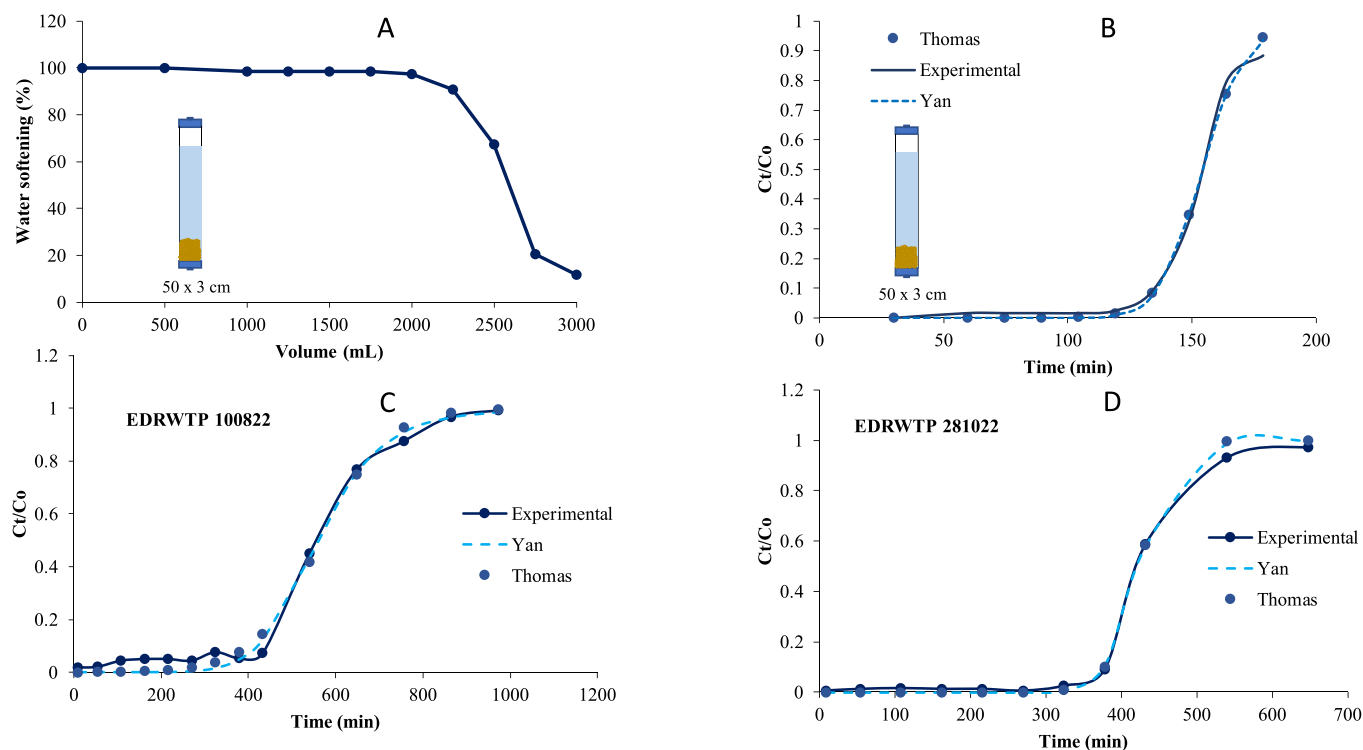 A
Water softening (%)
120
100
80
60
40
20
0
50 x 3 cm
0 500 1000 1500 2000 2500 3000
Volume (mL)
B
Ct/Co
1
0.9
0.8
0.7
0.6
0.5
0.4
0.3
0.2
0.1
0
Thomas
Experimental
Yan
50 x 3 cm
0 50 100 150 200
Time (min)
C
EDRWTP 100822
Ct/Co
1.2
1
0.8
0.6
0.4
0.2
0
Experimental
Yan
Thomas
0 200 400 600 800 1000 1200
Time (min)
D
EDRWTP 281022
Ct/Co
1.2
1
0.8
0.6
0.4
0.2
0
Experimental
Yan
Thomas
0 100 200 300 400 500 600 700
Time (min)